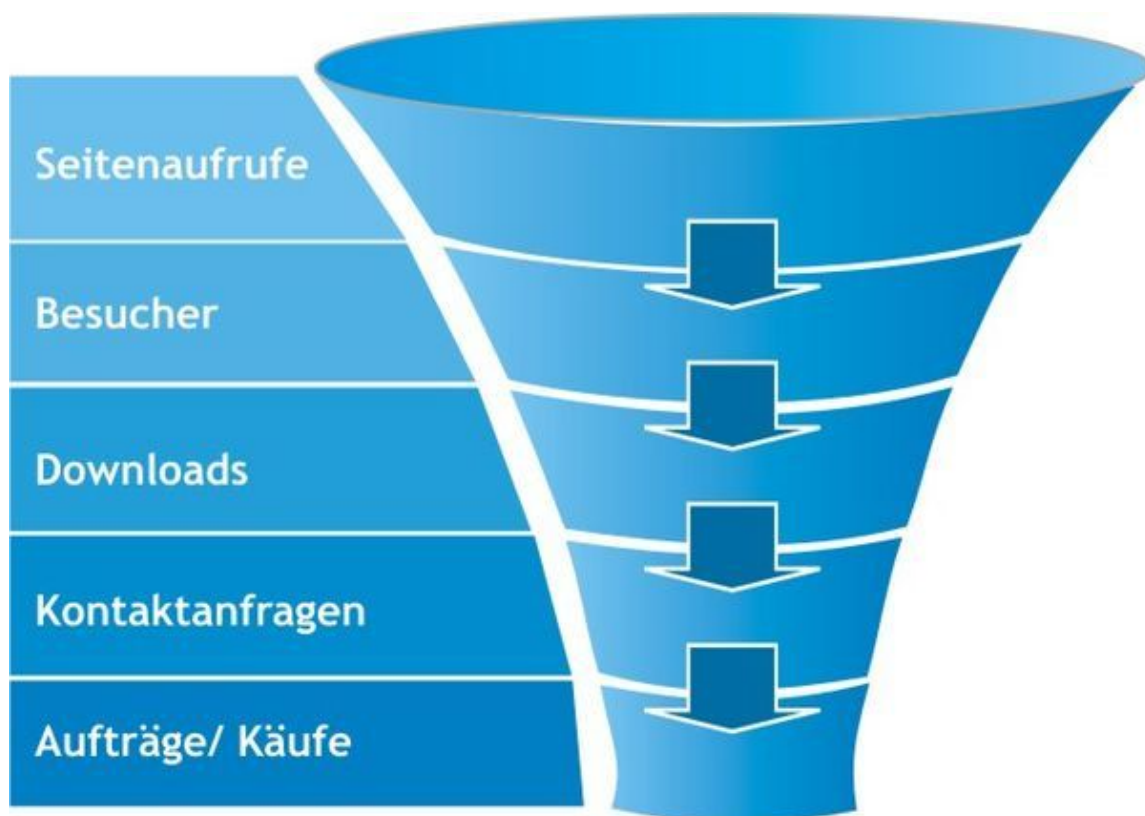 Seitenaufrufe
Besucher
Downloads
Kontaktanfragen
Aufträge/ Käufe